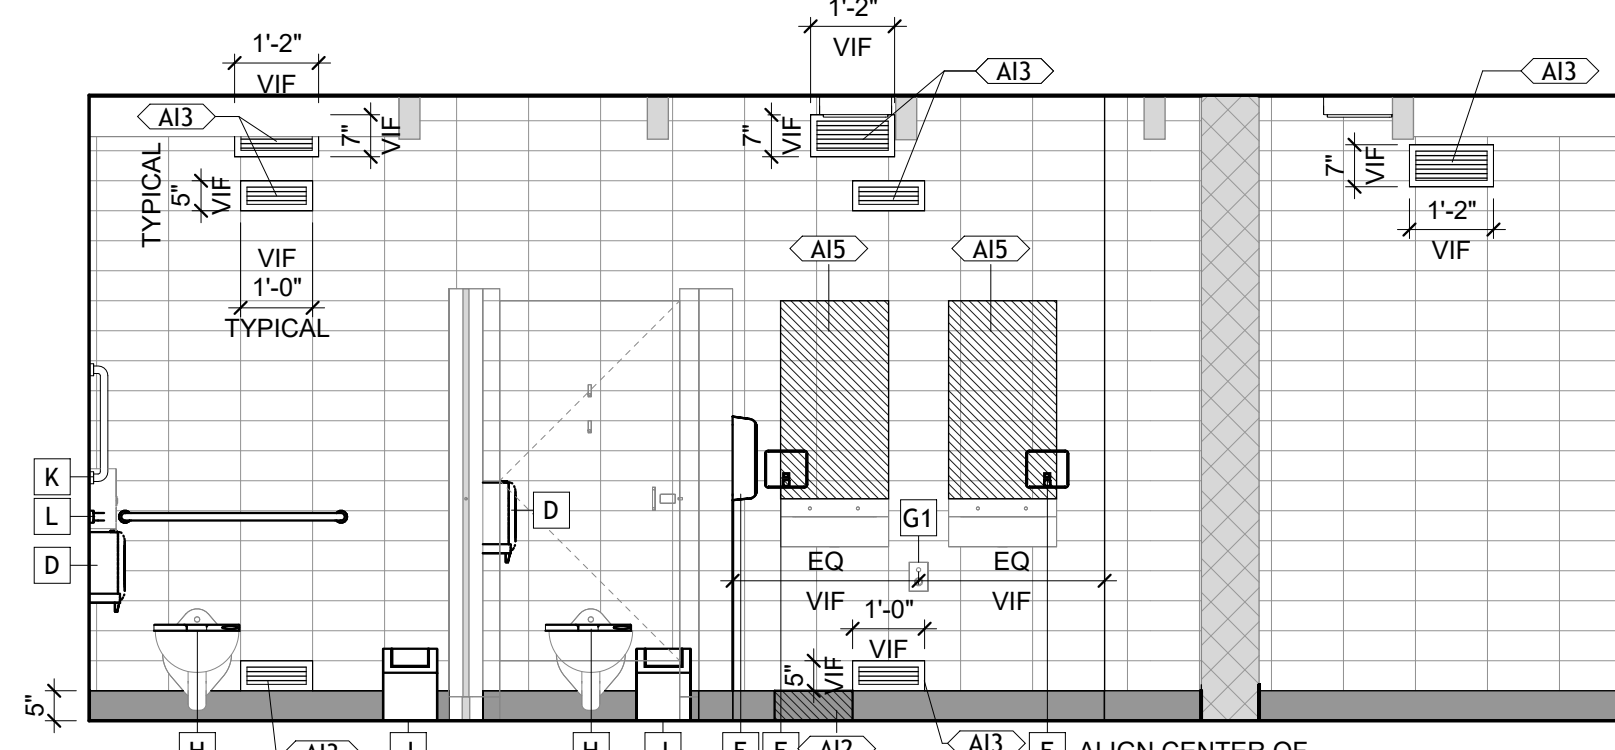 1'-2"
VIF
1'-2"
VIF
AI3
AI3
AI3
7"
VIF
7"
VIF
7"
VIF
TYPICAL
5"
VIF
1'-2"
VIF
VIF
1'-0"
TYPICAL
AI5
AI5
K
L
D
D
G1
EQ
VIF
EQ
VIF
1'-0"
VIF
5"
VIF
5"
H
J
H
J
AI2
AI3
ALIGN CENTER OF